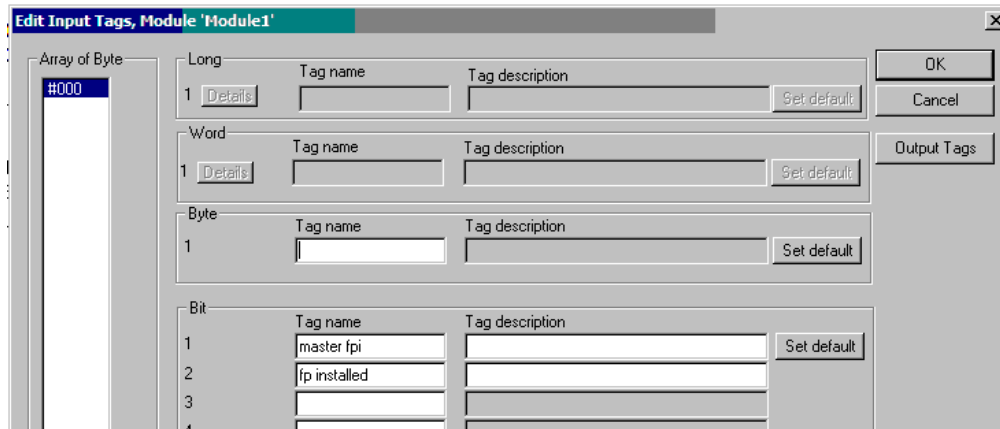 Edit Input Tags, Module 'Module1'
Array of Byte
#000
Long
Tag name
Tag description
1 Details
Set default
Word
Tag name
Tag description
1 Details
Set default
Byte
Tag name
Tag description
1
Set default
Bit
Tag name
Tag description
1 master fpi
Set default
2 fp installed
3
OK
Cancel
Output Tags